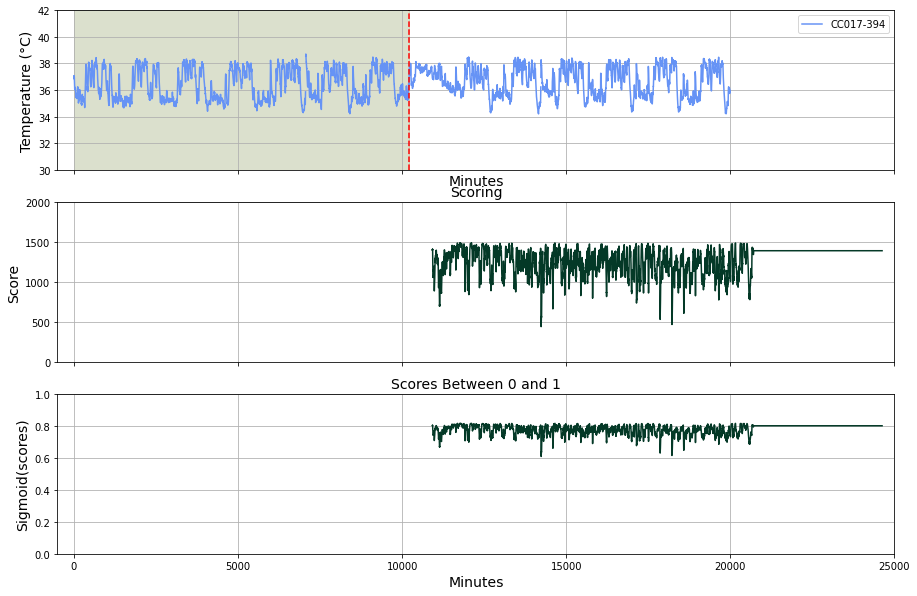 42
40
38
36
34
32
30
Temperature (°C)
CC017-394
Minutes
Scoring
2000
1500
1000
500
0
Score
Scores Between 0 and 1
1.0
0.8
0.6
0.4
0.2
0.0
Sigmoid(scores)
0 5000 10000 15000 20000 25000
Minutes